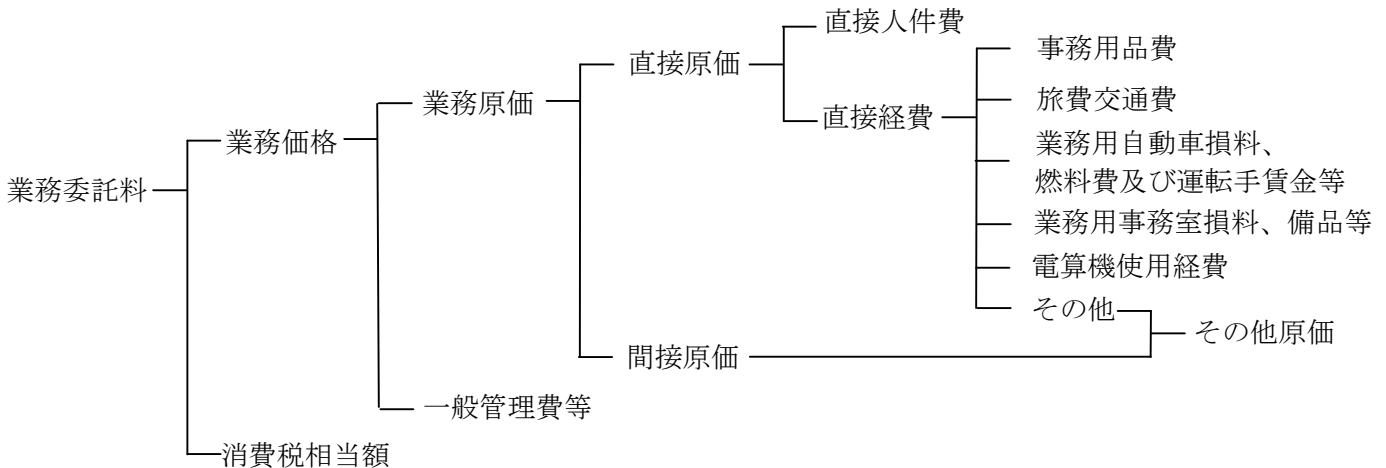 直接人件費
事務用品費
直接原価
旅費交通費
業務原価
直接経費
業務用自動車損料、
燃料費及び運転手賃金等
業務価格
業務委託料
業務用事務室損料、備品等
電算機使用経費
その他
その他原価
間接原価
一般管理費等
消費税相当額